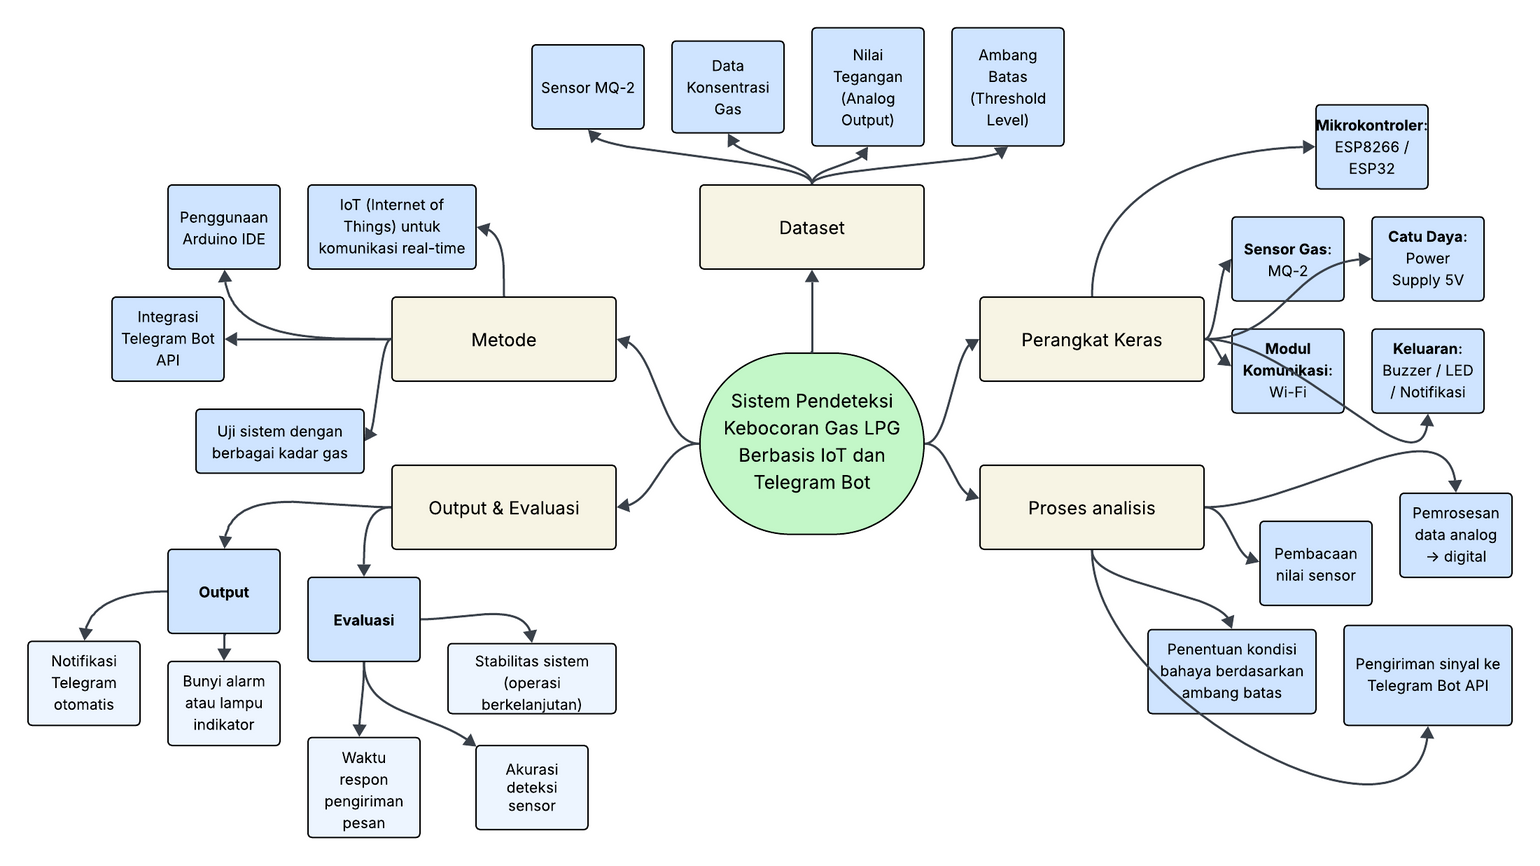 Sensor MQ-2
Data
Konsentrasi
Gas
Nilai
Tegangan
(Analog
Output)
Ambang
Batas
(Threshold
Level)
Dataset
Penggunaan
Arduino IDE
IoT (Internet of
Things) untuk
komunikasi real-time
Integrasi
Telegram Bot
API
Metode
Uji sistem dengan
berbagai kadar gas
Mikrokontroler:
ESP8266 /
ESP32
Sensor Gas:
MQ-2
Catu Daya:
Power
Supply 5V
Perangkat Keras
Modul
Komunikasi:
Wi-Fi
Keluaran:
Buzzer / LED
/ Notifikasi
Sistem Pendeteksi
Kebocoran Gas LPG
Berbasis IoT dan
Telegram Bot
Output & Evaluasi
Output
Evaluasi
Notifikasi
Telegram
otomatis
Bunyi alarm
atau lampu
indikator
Stabilitas sistem
(operasi
berkelanjutan)
Waktu
respon
pengiriman
pesan
Akurasi
deteksi
sensor
Proses analisis
Pemrosesan
data analog
→ digital
Pembacaan
nilai sensor
Penentuan kondisi
bahaya berdasarkan
ambang batas
Pengiriman sinyal ke
Telegram Bot API